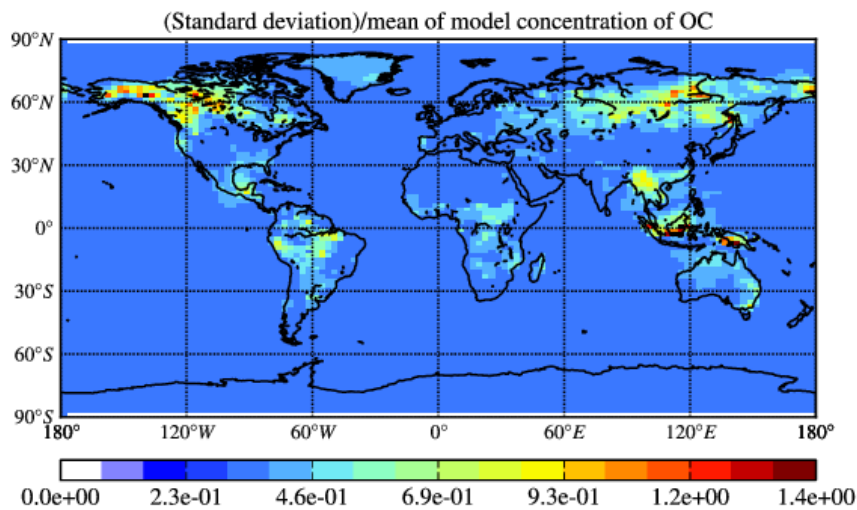 (Standard deviation)/mean of model concentration of OC
90°N
60°N
30°N
0°
30°S
60°S
90°S
180° 120°W 60°W 0° 60°E 120°E 180°
0.0e+00 2.3e-01 4.6e-01 6.9e-01 9.3e-01 1.2e+00 1.4e+00